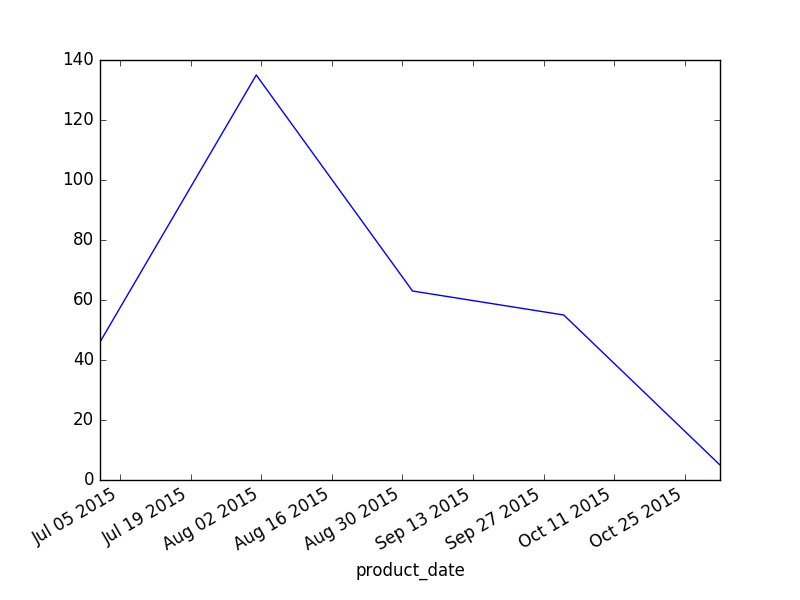 140
120
100
80
60
40
20
0
Jul 05 2015
Jul 19 2015
Aug 02 2015
Aug 16 2015
Aug 30 2015
Sep 13 2015
Sep 27 2015
Oct 11 2015
Oct 25 2015
product_date